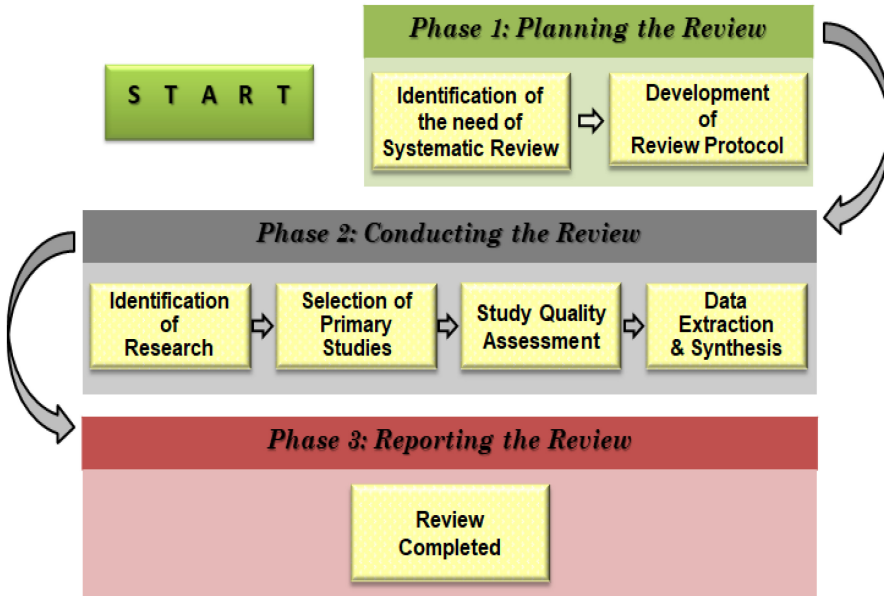 Phase 1: Planning the Review
S T A R T
Identification of
the need of
Systematic Review
Development
of
Review Protocol
Phase 2: Conducting the Review
Identification
of
Research
Selection of
Primary
Studies
Study Quality
Assessment
Data
Extraction
& Synthesis
Phase 3: Reporting the Review
Review
Completed